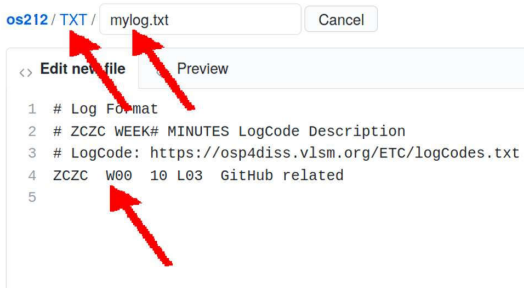 os212 / TXT / mylog.txt Cancel
<> Edit new file Preview
1 # Log Format
2 # ZCZC WEEK# MINUTES LogCode Description
3 # LogCode: https://osp4diss.vlsm.org/ETC/logCodes.txt
4 ZCZC  W00  10 L03  GitHub related
5